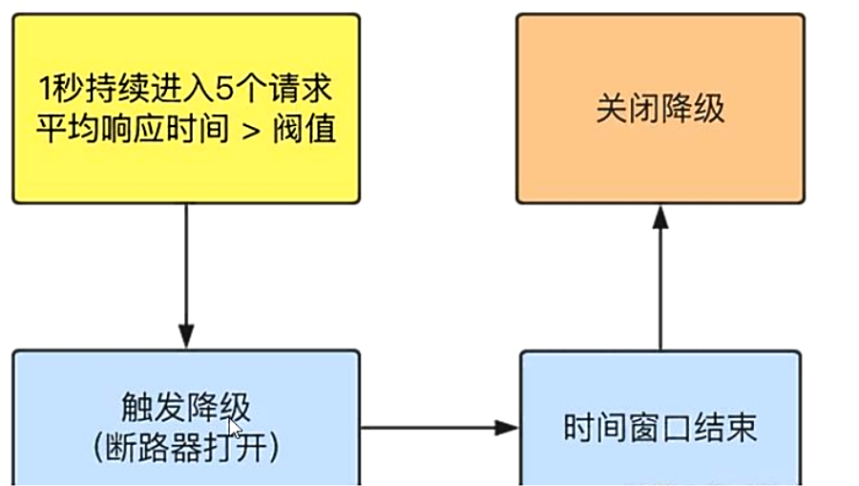 1秒持续进入5个请求
平均响应时间 > 阀值
关闭降级
触发降级
(断路器打开)
时间窗口结束